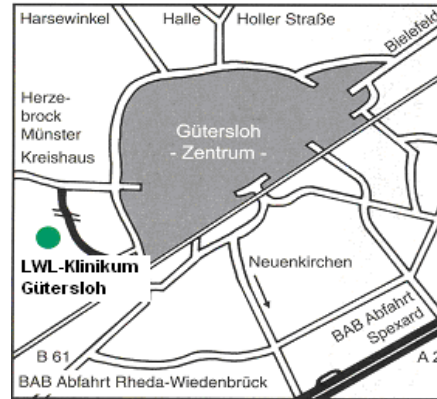 Harsewinkel
Halle
Holler Straße
Bielefeld
Herze-
brock
Münster
Kreishaus
Gütersloh
- Zentrum -
LWL-Klinikum
Gütersloh
Neuenkirchen
BAB Abfahrt
Spexard
B 61
A 2
BAB Abfahrt Rheda-Wiedenbrück